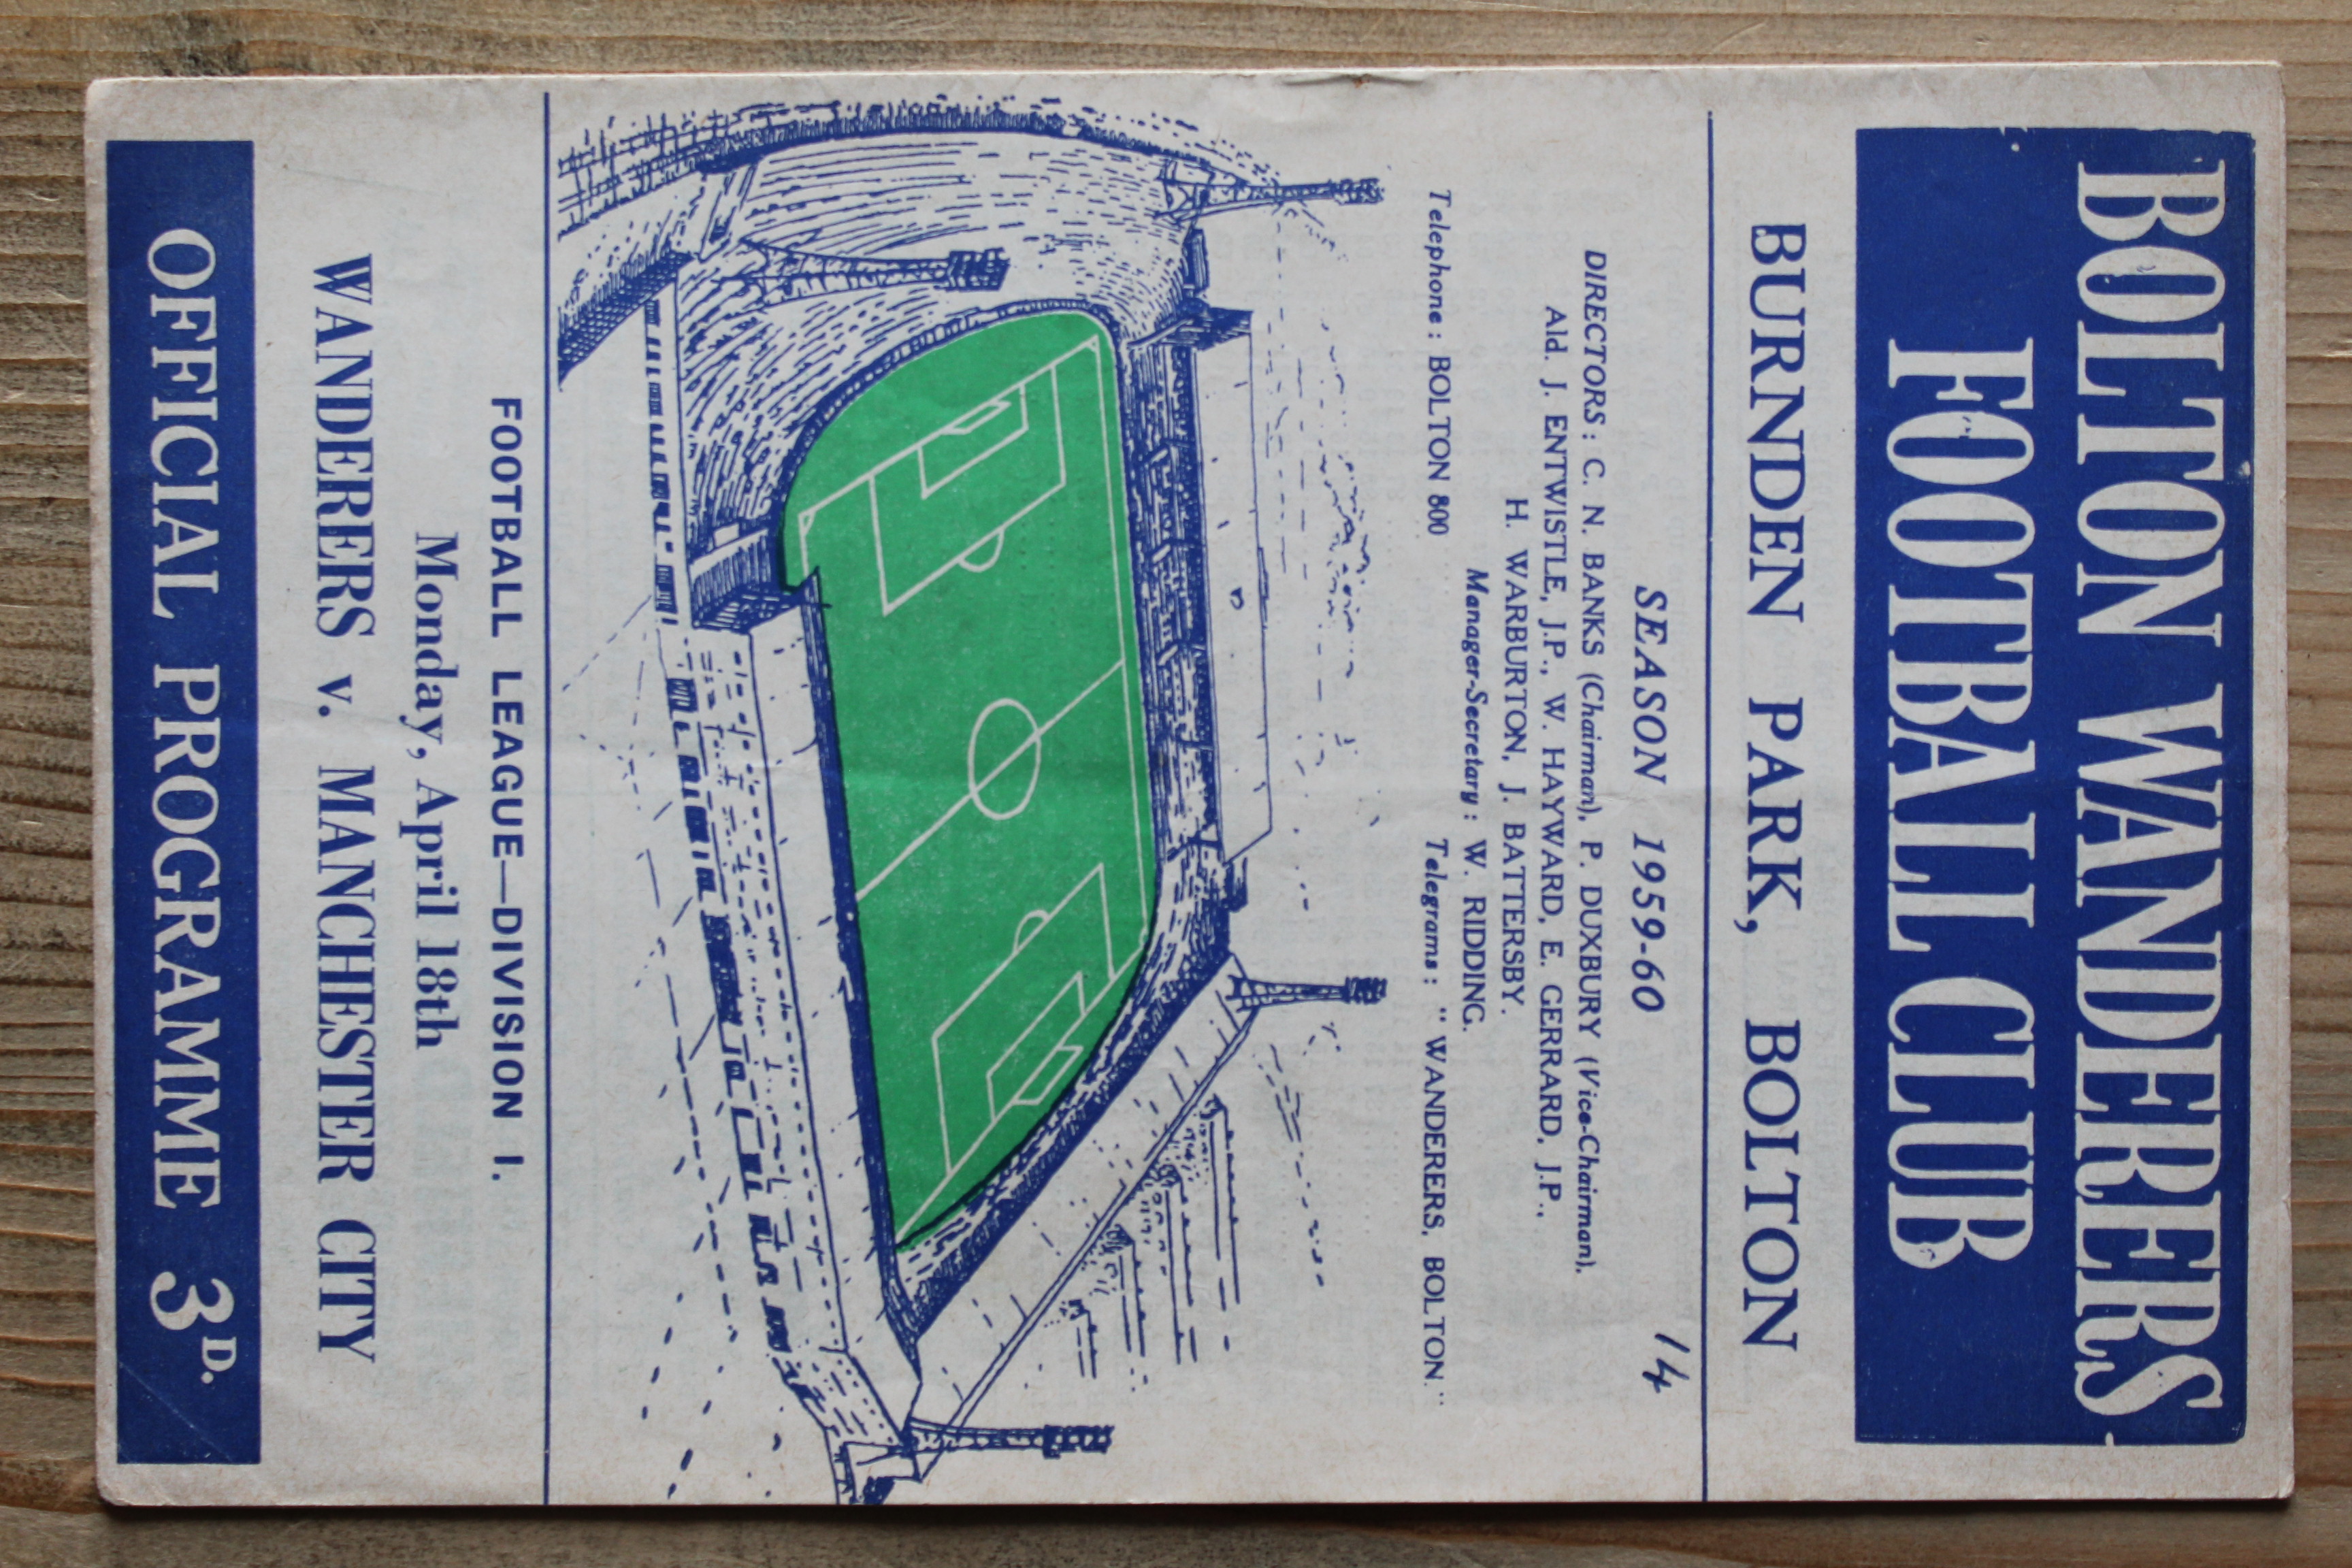 BOLTON WANDERERS
FOOTBALL CLUB
BURNDEN PARK, BOLTON
SEASON 1959-60
14
DIRECTORS : C. N. BANKS (Chairman), P. DUXBURY (Vice-Chairman),
Ald. J. ENTWISTLE, J.P., W. HAYWARD, E. GERRARD, J.P.,
H. WARBURTON, J. BATTERSBY.
Manager-Secretary : W. RIDDING.
Telephone : BOLTON 800
Telegrams : " WANDERERS, BOLTON."
FOOTBALL LEAGUE—DIVISION I.
Monday, April 18th
WANDERERS v. MANCHESTER CITY
OFFICIAL PROGRAMME 3D.